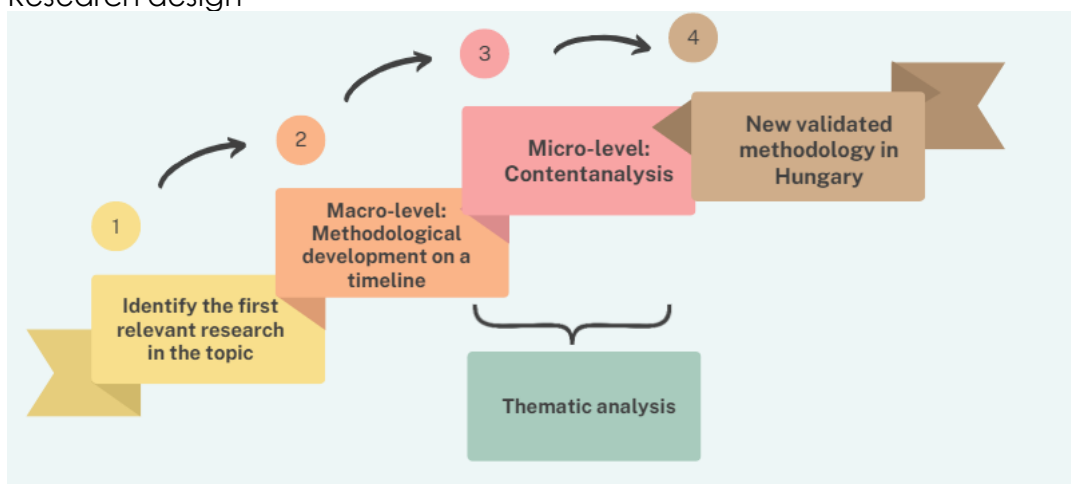 Research design
1
Identify the first
relevant research
in the topic
2
Macro-level:
Methodological
development on a
timeline
3
Micro-level:
Contentanalysis
4
New validated
methodology in
Hungary
Thematic analysis